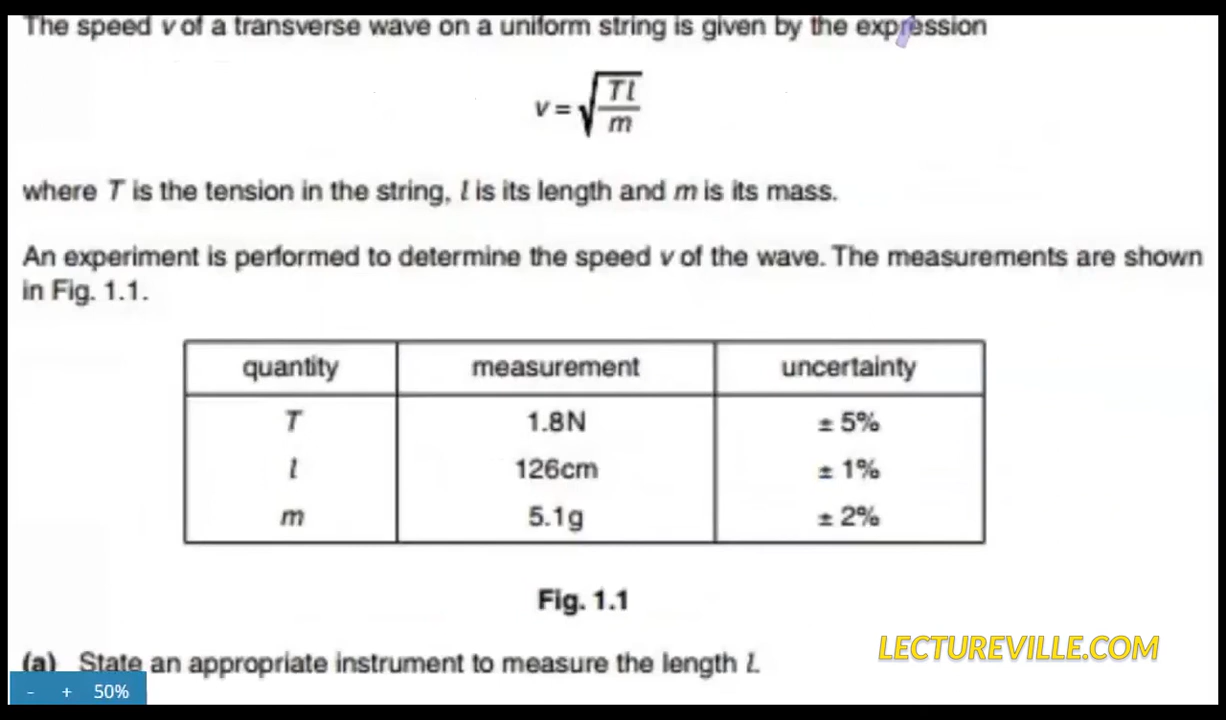 The speed v of a transverse wave on a uniform string is given by the expression
v = √(Tl/m)
where T is the tension in the string, l is its length and m is its mass.
An experiment is performed to determine the speed v of the wave. The measurements are shown
in Fig. 1.1.
quantity measurement uncertainty
T 1.8N ± 5%
l 126cm ± 1%
m 5.1g ± 2%
Fig. 1.1
LECTUREVILLE.COM
(a) State an appropriate instrument to measure the length l.
- + 50%